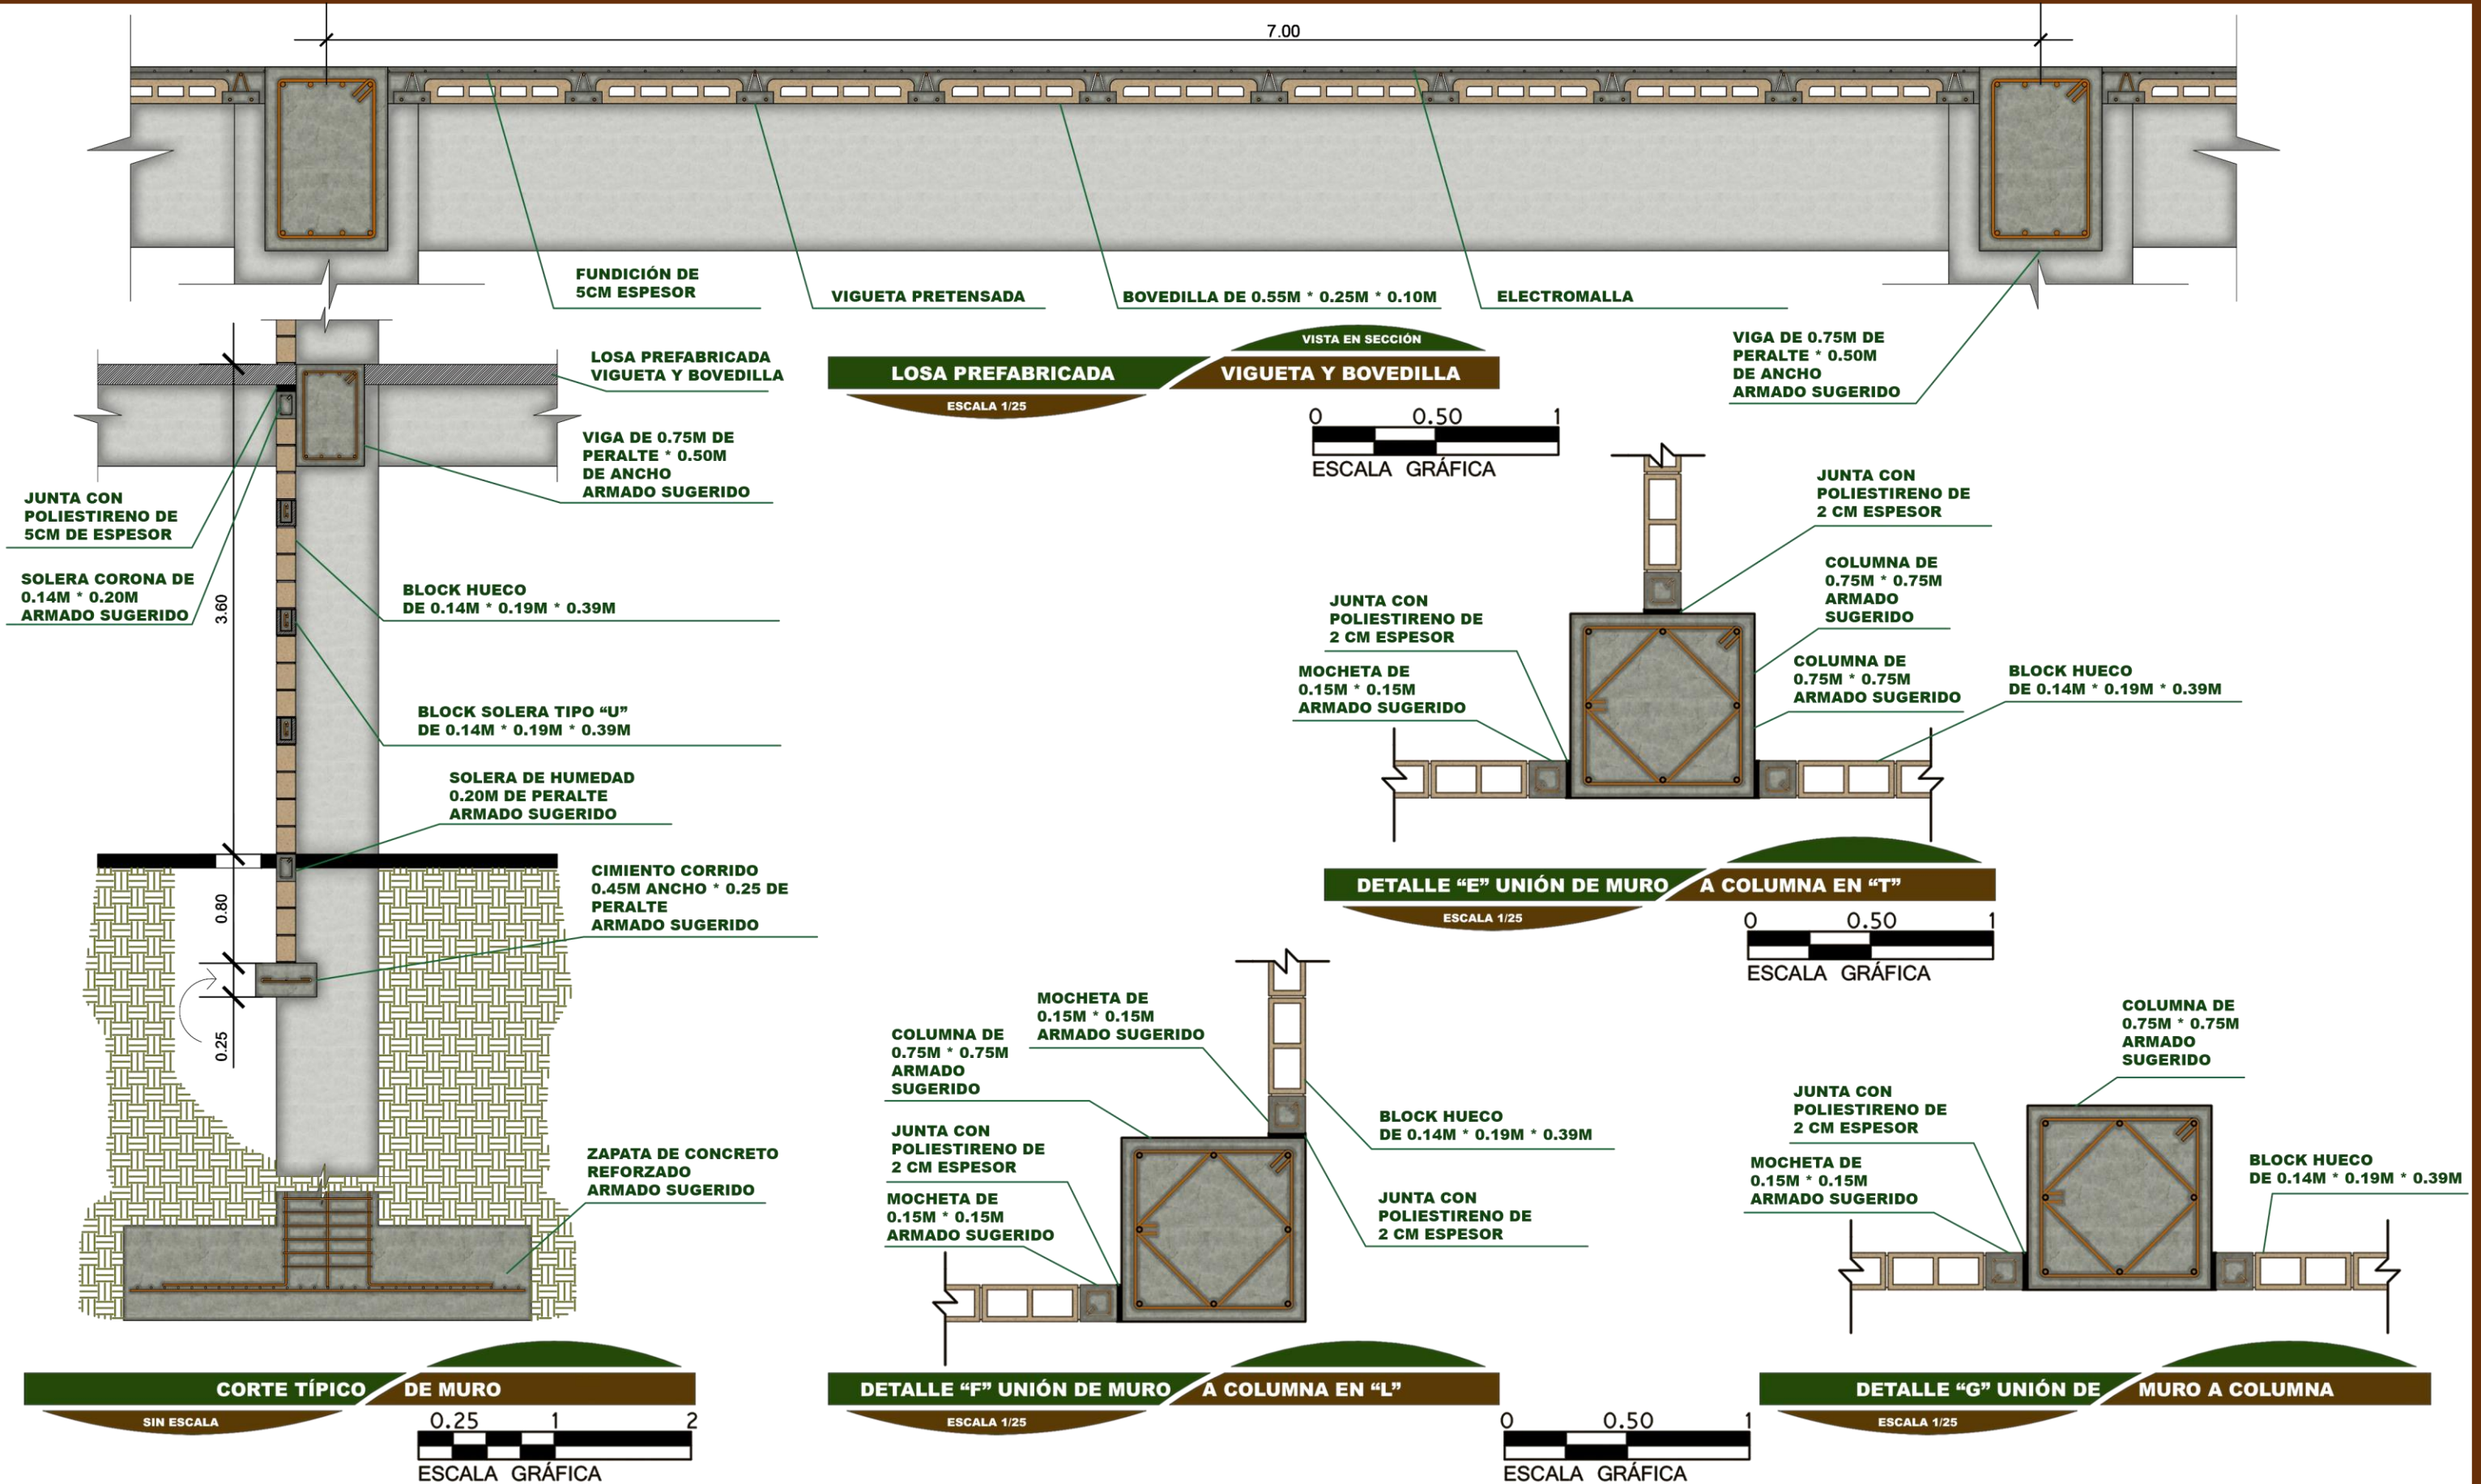 7.00
FUNDICIÓN DE
5CM ESPESOR
VIGUETA PRETENSADA
BOVEDILLA DE 0.55M * 0.25M * 0.10M
ELECTROMALLA
VIGA DE 0.75M DE
PERALTE * 0.50M
DE ANCHO
ARMADO SUGERIDO
VISTA EN SECCIÓN
LOSA PREFABRICADA
VIGUETA Y BOVEDILLA
ESCALA 1/25
0 0.50 1
ESCALA GRÁFICA
LOSA PREFABRICADA
VIGUETA Y BOVEDILLA
VIGA DE 0.75M DE
PERALTE * 0.50M
DE ANCHO
ARMADO SUGERIDO
JUNTA CON
POLIESTIRENO DE
5CM DE ESPESOR
SOLERA CORONA DE
0.14M * 0.20M
ARMADO SUGERIDO
3.60
BLOCK HUECO
DE 0.14M * 0.19M * 0.39M
BLOCK SOLERA TIPO “U”
DE 0.14M * 0.19M * 0.39M
SOLERA DE HUMEDAD
0.20M DE PERALTE
ARMADO SUGERIDO
CIMIENTO CORRIDO
0.45M ANCHO * 0.25 DE
PERALTE
ARMADO SUGERIDO
0.80
0.25
ZAPATA DE CONCRETO
REFORZADO
ARMADO SUGERIDO
CORTE TÍPICO
DE MURO
SIN ESCALA
0.25 1 2
ESCALA GRÁFICA
JUNTA CON
POLIESTIRENO DE
2 CM ESPESOR
COLUMNA DE
0.75M * 0.75M
ARMADO
SUGERIDO
JUNTA CON
POLIESTIRENO DE
2 CM ESPESOR
MOCHETA DE
0.15M * 0.15M
ARMADO SUGERIDO
COLUMNA DE
0.75M * 0.75M
ARMADO SUGERIDO
BLOCK HUECO
DE 0.14M * 0.19M * 0.39M
DETALLE “E” UNIÓN DE MURO
A COLUMNA EN “T”
ESCALA 1/25
0 0.50 1
ESCALA GRÁFICA
MOCHETA DE
0.15M * 0.15M
ARMADO SUGERIDO
COLUMNA DE
0.75M * 0.75M
ARMADO
SUGERIDO
JUNTA CON
POLIESTIRENO DE
2 CM ESPESOR
MOCHETA DE
0.15M * 0.15M
ARMADO SUGERIDO
BLOCK HUECO
DE 0.14M * 0.19M * 0.39M
JUNTA CON
POLIESTIRENO DE
2 CM ESPESOR
DETALLE “F” UNIÓN DE MURO
A COLUMNA EN “L”
ESCALA 1/25
0 0.50 1
ESCALA GRÁFICA
COLUMNA DE
0.75M * 0.75M
ARMADO
SUGERIDO
JUNTA CON
POLIESTIRENO DE
2 CM ESPESOR
MOCHETA DE
0.15M * 0.15M
ARMADO SUGERIDO
BLOCK HUECO
DE 0.14M * 0.19M * 0.39M
DETALLE “G” UNIÓN DE
MURO A COLUMNA
ESCALA 1/25